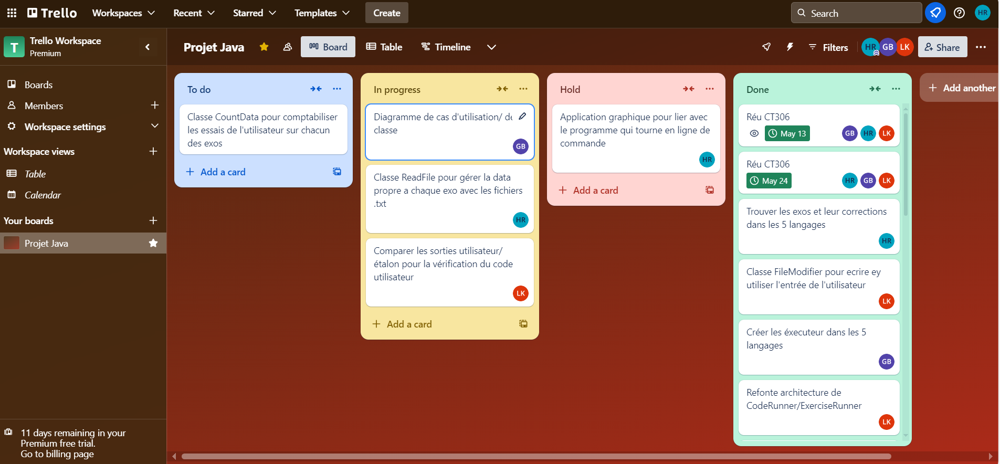 Trello
Workspaces
Recent
Starred
Templates
Create
Search
HR
T
Trello Workspace
Premium
Projet Java
Board
Table
Timeline
Filters
HR
GB
LK
Share
Boards
Members
Workspace settings
Workspace views
Table
Calendar
Your boards
Projet Java
11 days remaining in your
Premium free trial.
Go to billing page
To do
Classe CountData pour comptabiliser
les essais de l'utilisateur sur chacun
des exos
Add a card
In progress
Diagramme de cas d'utilisation/ de
classe
GB
Classe ReadFile pour gérer la data
propre a chaque exo avec les fichiers
.txt
HR
Comparer les sorties utilisateur/
étalon pour la vérification du code
utilisateur
LK
Add a card
Hold
Application graphique pour lier avec
le programme qui tourne en ligne de
commande
HR
Add a card
Done
Réu CT306
May 13
GB
HR
LK
Réu CT306
May 24
HR
GB
LK
Trouver les exos et leur corrections
dans les 5 langages
HR
Classe FileModifier pour ecrire ey
utiliser l'entrée de l'utilisateur
LK
Créer les éxecuteur dans les 5
langages
GB
Refonte architecture de
CodeRunner/ExerciseRunner
LK
Add another